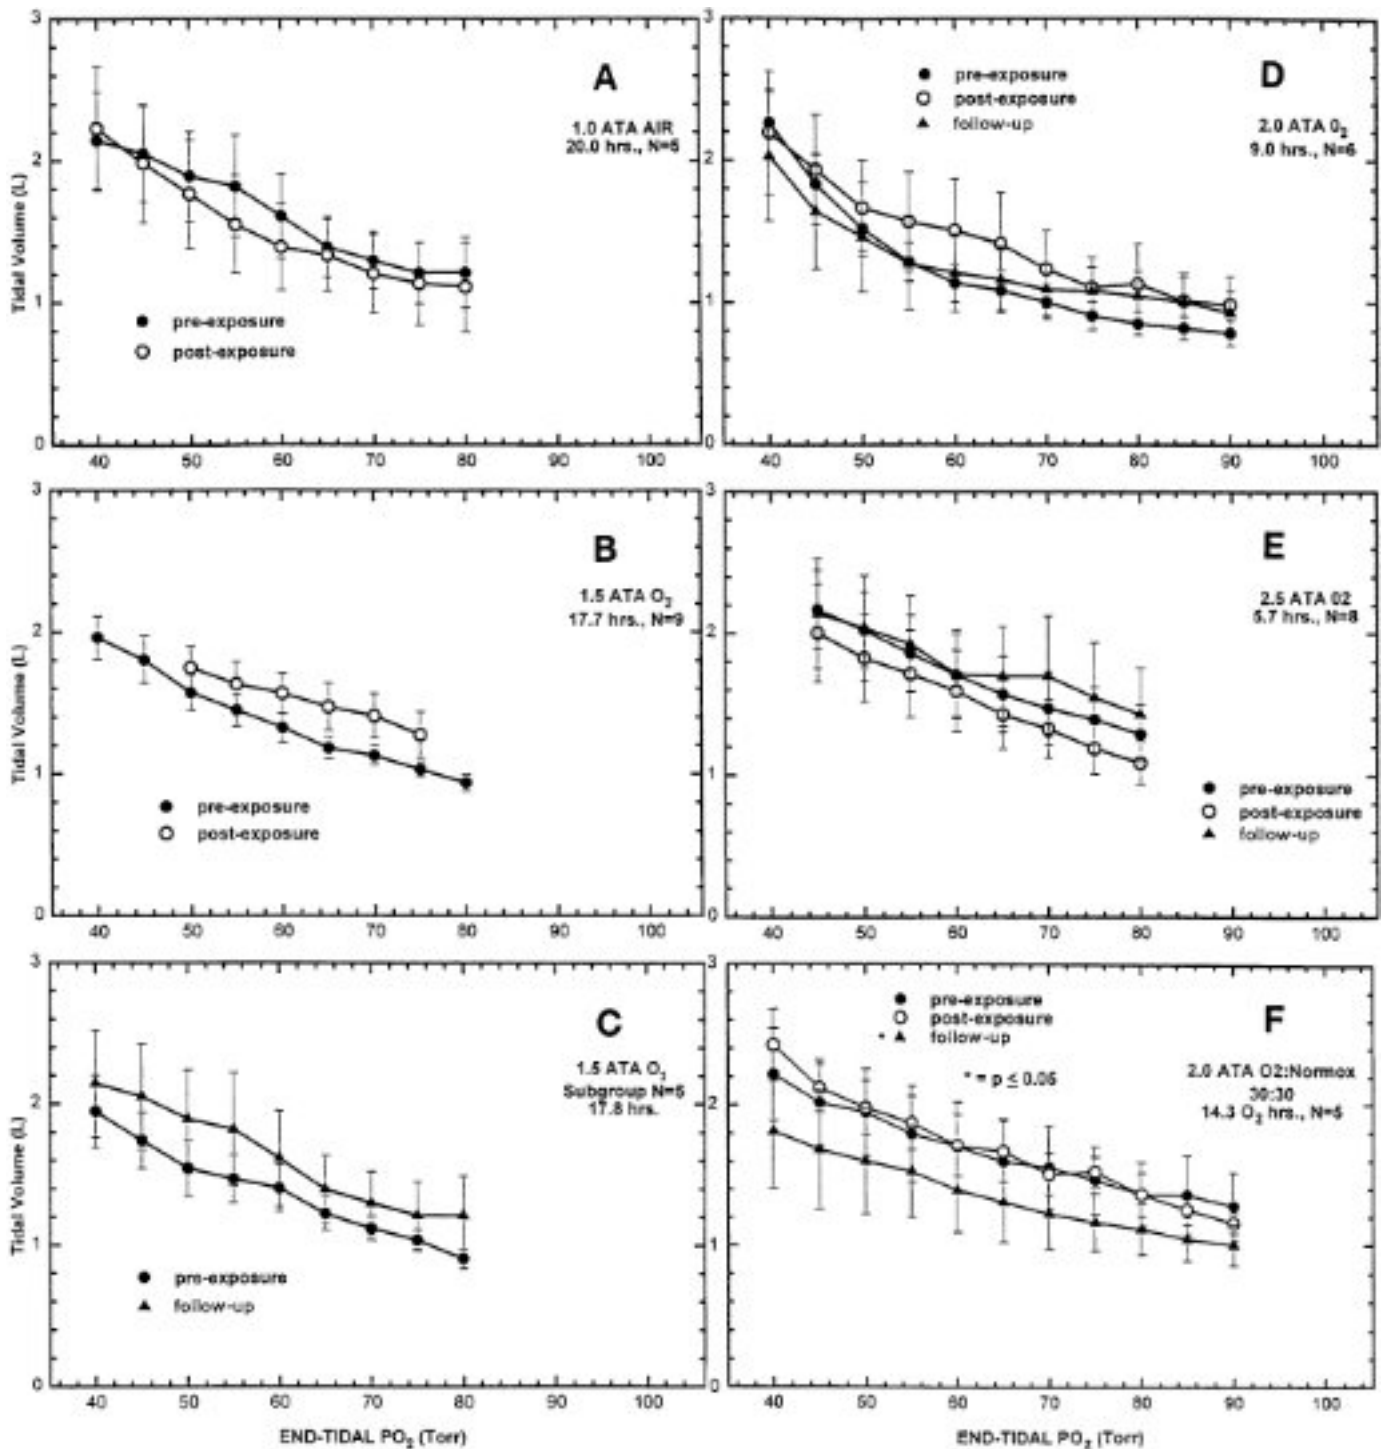 3
2
1
0
Tidal Volume (L)
A
1.0 ATA AIR
20.0 hrs., N=6
pre-exposure
post-exposure
40 50 60 70 80 90 100
3
2
1
0
D
pre-exposure
post-exposure
follow-up
2.0 ATA O2
9.0 hrs., N=6
40 50 60 70 80 90 100
3
2
1
0
Tidal Volume (L)
B
1.5 ATA O2
17.7 hrs., N=9
pre-exposure
post-exposure
40 50 60 70 80 90 100
3
2
1
0
E
2.5 ATA 02
5.7 hrs., N=8
pre-exposure
post-exposure
follow-up
40 50 60 70 80 90 100
3
2
1
0
Tidal Volume (L)
C
1.5 ATA O2
Subgroup N=5
17.8 hrs.
pre-exposure
follow-up
40 50 60 70 80 90 100
END-TIDAL PO2 (Torr)
3
2
1
0
F
pre-exposure
post-exposure
* follow-up
* = p ≤ 0.05
2.0 ATA O2:Normox
30:30
14.3 O2 hrs., N=5
40 50 60 70 80 90 100
END-TIDAL PO2 (Torr)